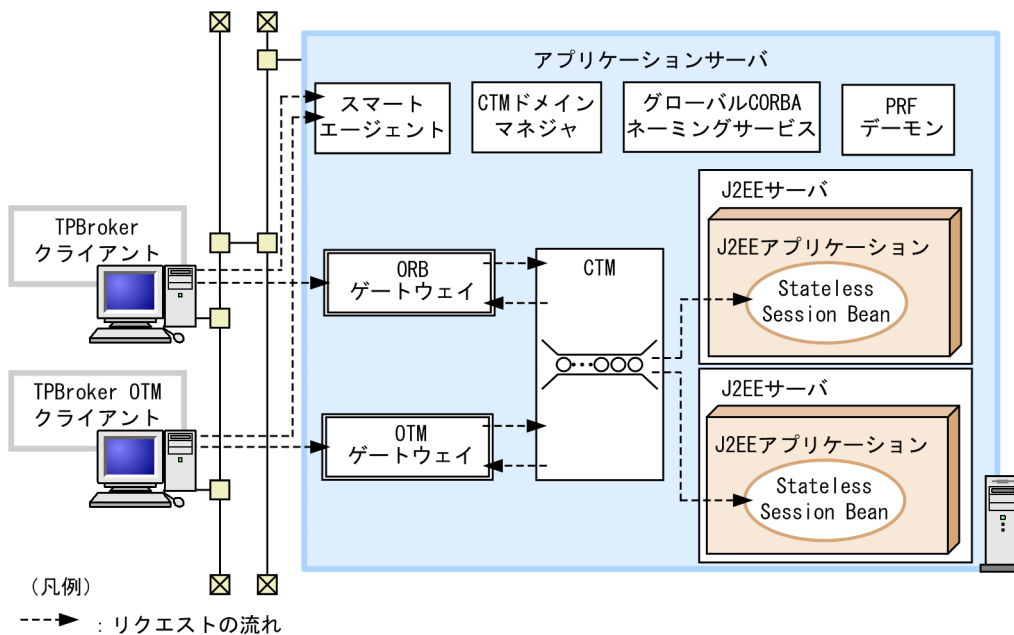 アプリケーションサーバ
スマート
エージェント
CTMドメイン
マネジャ
グローバルCORBA
ネーミングサービス
PRF
デーモン
TPBroker
クライアント
ORB
ゲートウェイ
CTM
J2EEサーバ
J2EEアプリケーション
Stateless
Session Bean
TPBroker OTM
クライアント
OTM
ゲートウェイ
J2EEサーバ
J2EEアプリケーション
Stateless
Session Bean
(凡例)
：リクエストの流れ